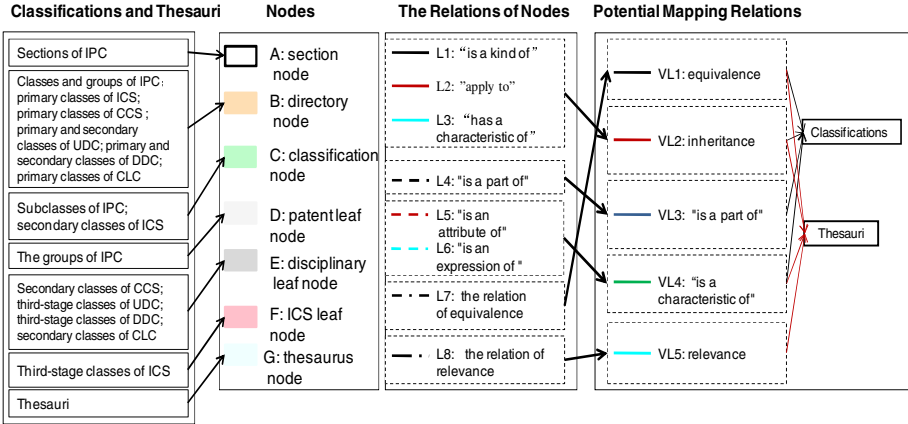 Classifications and Thesauri
Nodes
The Relations of Nodes
Potential Mapping Relations
Sections of IPC
Classes and groups of IPC;
primary classes of ICS;
primary classes of CCS ;
primary and secondary
classes of UDC; primary and
secondary classes of DDC;
primary classes of CLC
Subclasses of IPC;
secondary classes of ICS
The groups of IPC
Secondary classes of CCS;
third-stage classes of UDC;
third-stage classes of DDC;
secondary classes of CLC
Third-stage classes of ICS
Thesauri
A: section
node
B: directory
node
C: classification
node
D: patent leaf
node
E: disciplinary
leaf node
F: ICS leaf
node
G: thesaurus
node
L1: “is a kind of”
L2: ”apply to”
L3: “has a
characteristic of”
L4: "is a part of"
L5: "is an
attribute of"
L6: "is an
expression of "
L7: the relation
of equivalence
L8: the relation of
relevance
VL1: equivalence
VL2: inheritance
VL3: "is a part of"
VL4: “is a
characteristic of"
VL5: relevance
Classifications
Thesauri